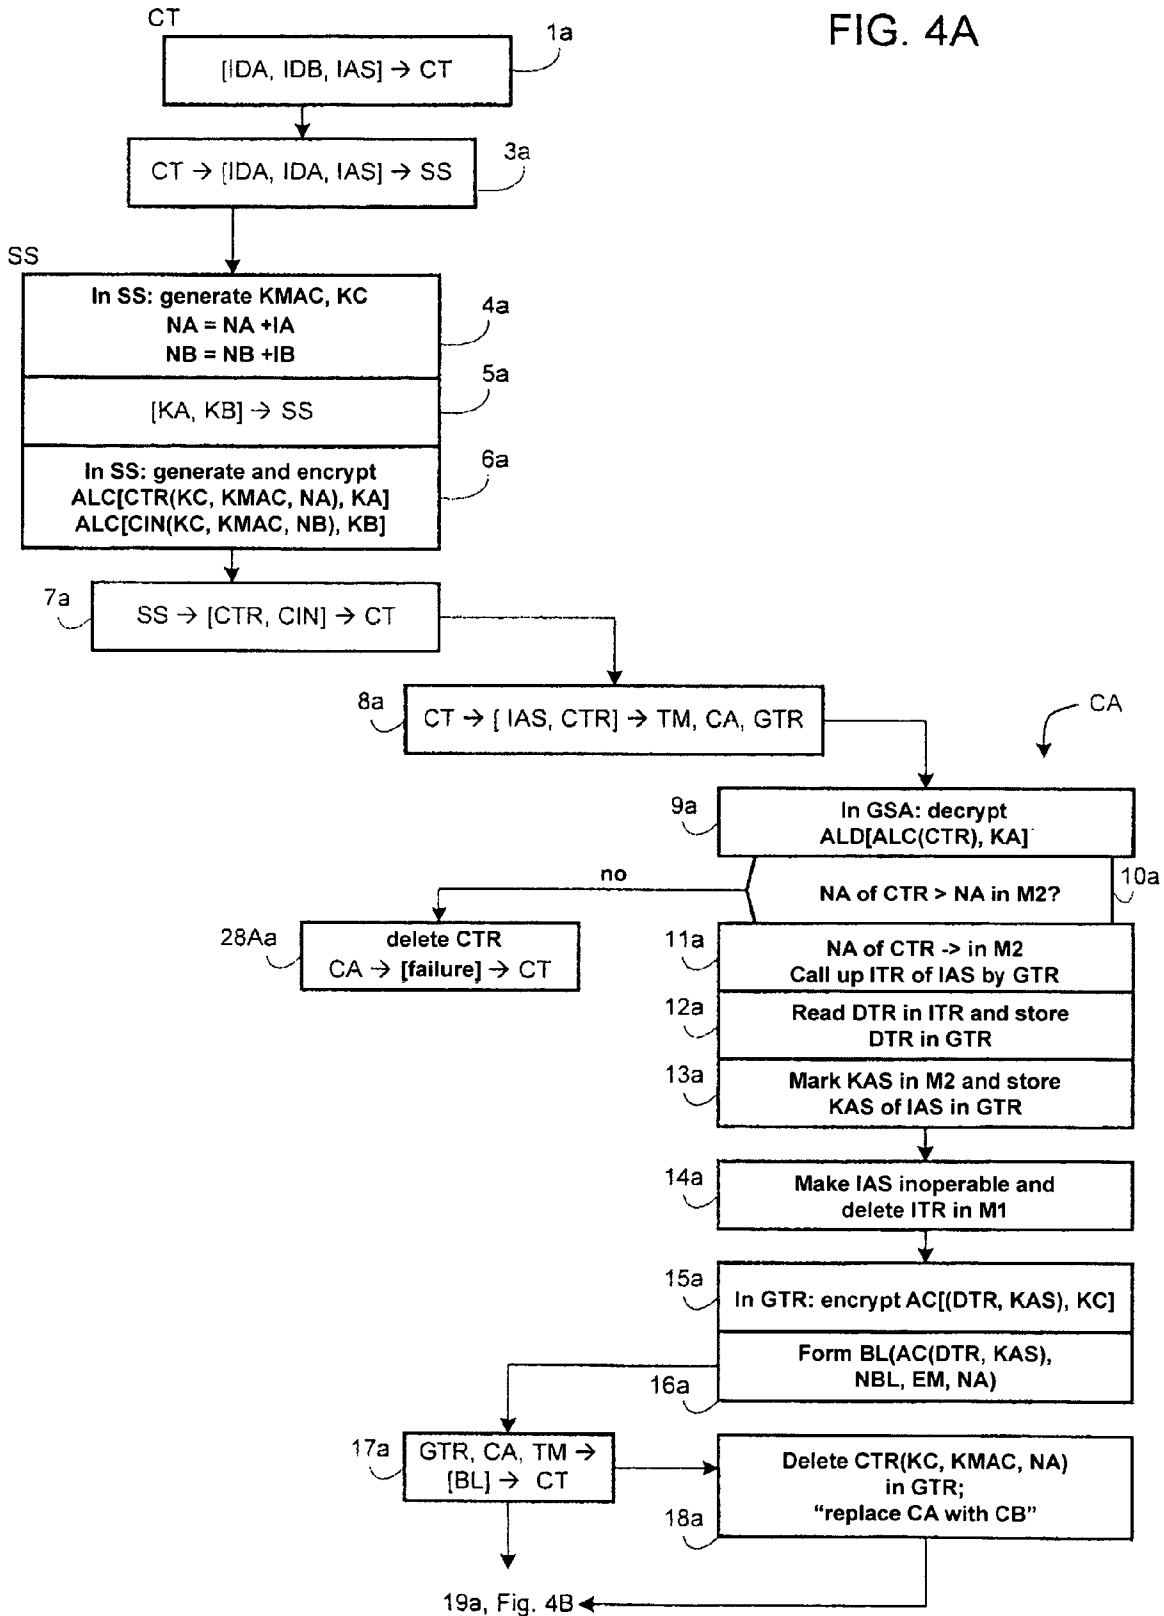 FIG. 4A
CT
1a
[IDA, IDB, IAS] → CT
3a
CT → [IDA, IDA, IAS] → SS
SS
In SS: generate KMAC, KC
NA = NA +IA
NB = NB +IB
4a
5a
[KA, KB] → SS
6a
In SS: generate and encrypt
ALC[CTR(KC, KMAC, NA), KA]
ALC[CIN(KC, KMAC, NB), KB]
7a
SS → [CTR, CIN] → CT
8a
CT → [ IAS, CTR] → TM, CA, GTR
CA
9a
In GSA: decrypt
ALD[ALC(CTR), KA]
10a
no
NA of CTR > NA in M2?
28Aa
delete CTR
CA → [failure] → CT
11a
NA of CTR -> in M2
Call up ITR of IAS by GTR
12a
Read DTR in ITR and store
DTR in GTR
13a
Mark KAS in M2 and store
KAS of IAS in GTR
14a
Make IAS inoperable and
delete ITR in M1
15a
In GTR: encrypt AC[(DTR, KAS), KC]
Form BL(AC(DTR, KAS),
NBL, EM, NA)
16a
17a
GTR, CA, TM →
[BL] → CT
Delete CTR(KC, KMAC, NA)
in GTR;
“replace CA with CB”
18a
19a, Fig. 4B